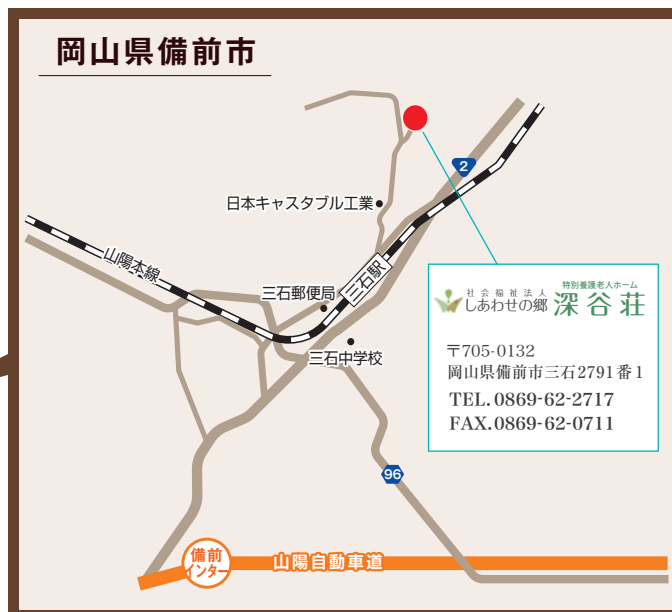 岡山県備前市
2
日本キャスタブル工業
山陽本線
三石駅
三石郵便局
三石中学校
社会福祉法人
しあわせの郷
特別養護老人ホーム
深谷荘
〒705-0132
岡山県備前市三石2791番1
TEL.0869-62-2717
FAX.0869-62-0711
96
備前
インター
山陽自動車道